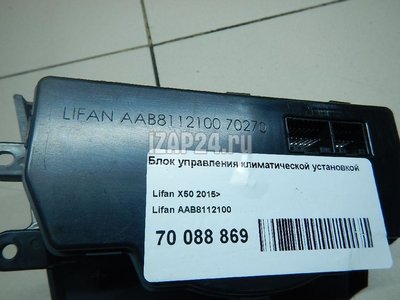 LIFAN AAB8112100 70270
IZAP24.ru
Блок управления климатической установкой
Lifan X50 2015>
Lifan AAB8112100
70 088 869